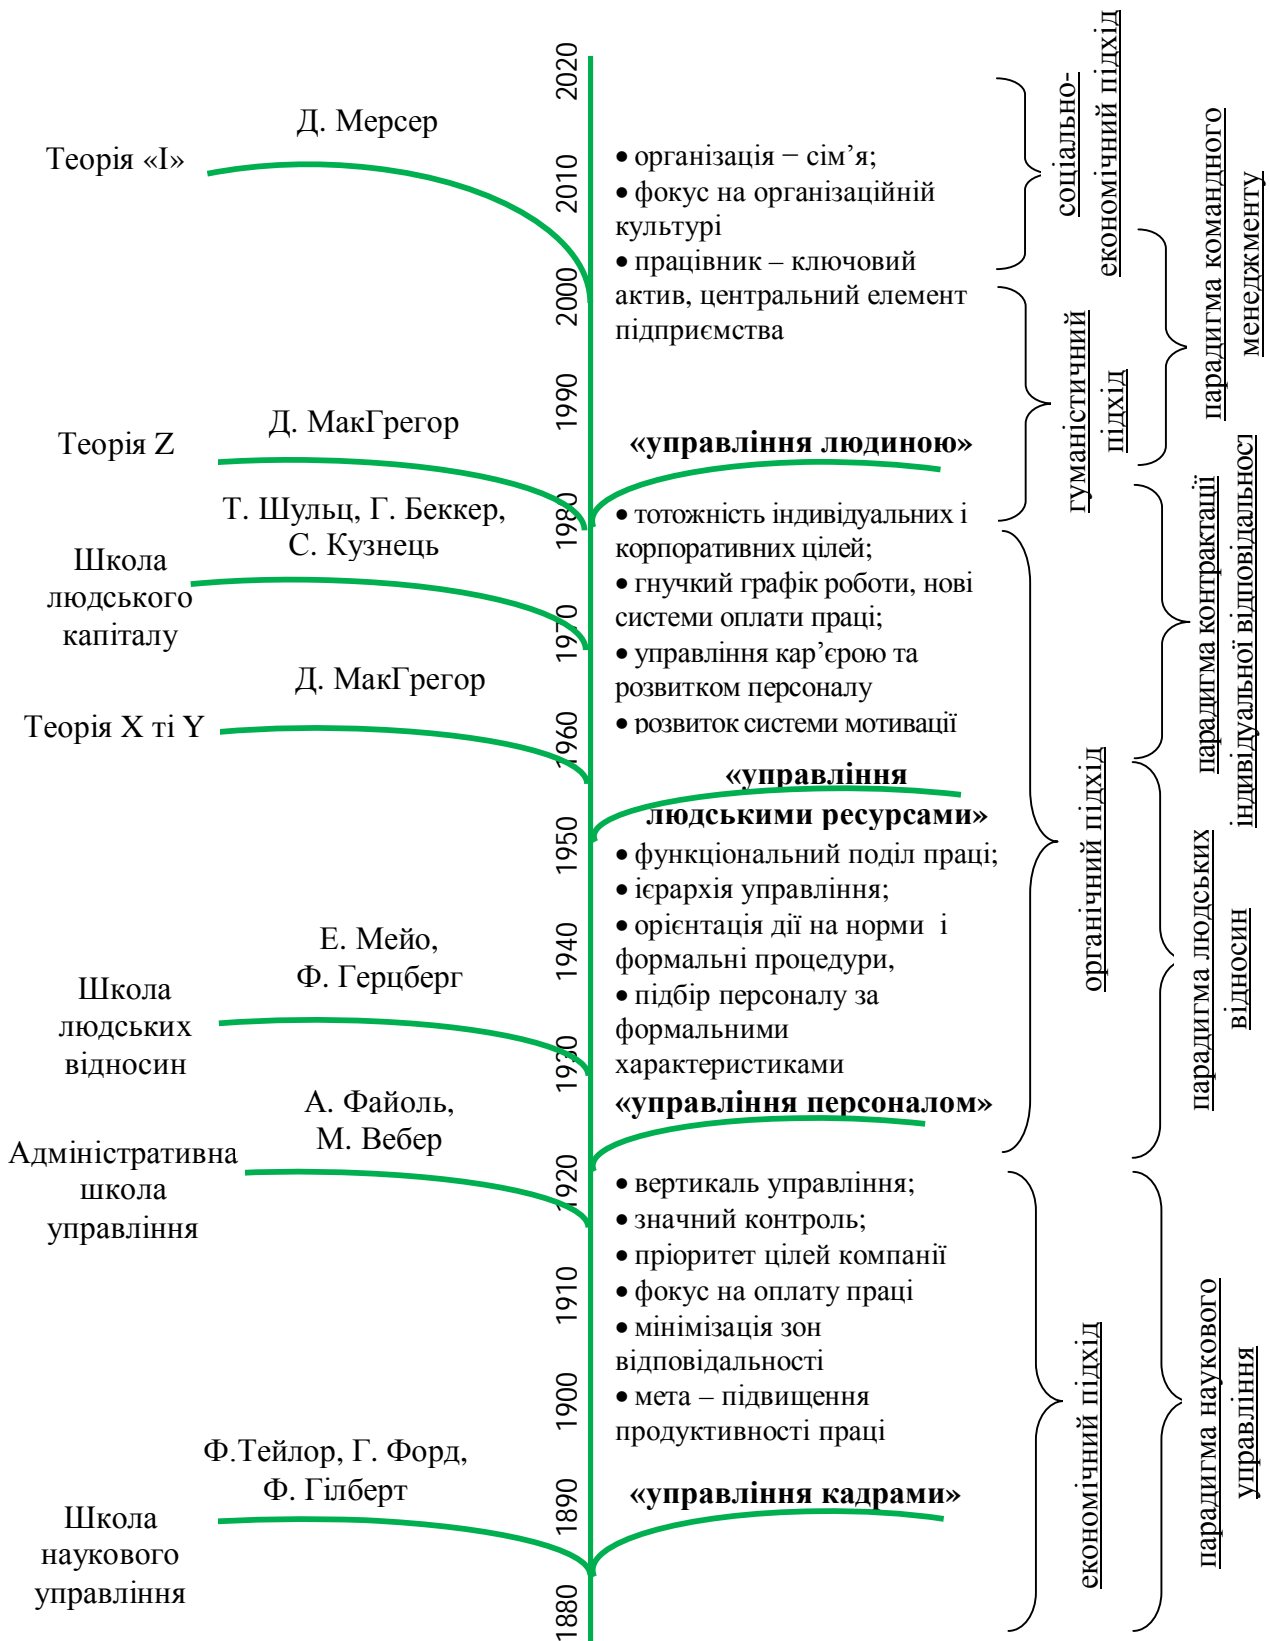 2020
2010
2000
1990
1980
1970
1960
1950
1940
1930
1920
1910
1900
1890
1880
Д. Мерсер
Теорія «І»
Д. МакГрегор
Теорія Z
Т. Шульц, Г. Беккер,
С. Кузнець
Школа
людського
капіталу
Д. МакГрегор
Теорія X ті Y
Е. Мейо,
Ф. Герцберг
Школа
людських
відносин
А. Файоль,
М. Вебер
Адміністративна
школа
управління
Ф.Тейлор, Г. Форд,
Ф. Гілберт
Школа
наукового
управління
• організація − сім’я;
• фокус на організаційній
культурі
• працівник – ключовий
актив, центральний елемент
підприємства
«управління людиною»
• тотожність індивідуальних і
корпоративних цілей;
• гнучкий графік роботи, нові
системи оплати праці;
• управління кар’єрою та
розвитком персоналу
• розвиток системи мотивації
«управління
людськими ресурсами»
• функціональний поділ праці;
• ієрархія управління;
• орієнтація дії на норми і
формальні процедури,
• підбір персоналу за
формальними
характеристиками
«управління персоналом»
• вертикаль управління;
• значний контроль;
• пріоритет цілей компанії
• фокус на оплату праці
• мінімізація зон
відповідальності
• мета – підвищення
продуктивності праці
«управління кадрами»
соціально-
економічний підхід
гуманістичний
підхід
органічний підхід
економічний підхід
парадигма командного
менеджменту
парадигма контрактації
індивідуальної відповідальност
парадигма людських
відносин
парадигма наукового
управління